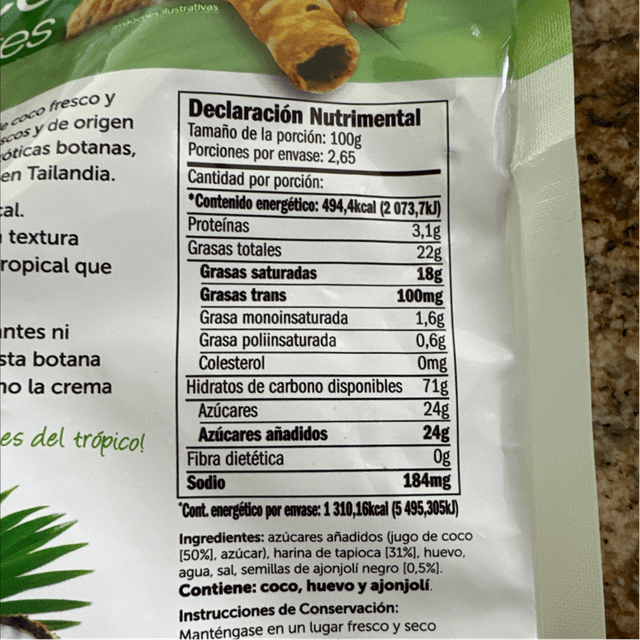 es
ilustrativas
coco fresco y
y de origen
óticas botanas,
en Tailandia.
cal.
textura
ropical que
antes ni
sta botana
no la crema
es del trópico!
Declaración Nutrimental
Tamaño de la porción: 100g
Porciones por envase: 2,65
Cantidad por porción:
*Contenido energético: 494,4kcal (2 073,7kJ)
Proteínas 3,1g
Grasas totales 22g
Grasas saturadas 18g
Grasas trans 100mg
Grasa monoinsaturada 1,6g
Grasa poliinsaturada 0,6g
Colesterol 0mg
Hidratos de carbono disponibles 71g
Azúcares 24g
Azúcares añadidos 24g
Fibra dietética 0g
Sodio 184mg
*Cont. energético por envase: 1 310,16kcal (5 495,305kJ)
Ingredientes: azúcares añadidos (jugo de coco
[50%], azúcar), harina de tapioca [31%], huevo,
agua, sal, semillas de ajonjolí negro [0,5%].
Contiene: coco, huevo y ajonjolí.
Instrucciones de Conservación:
Manténgase en un lugar fresco y seco